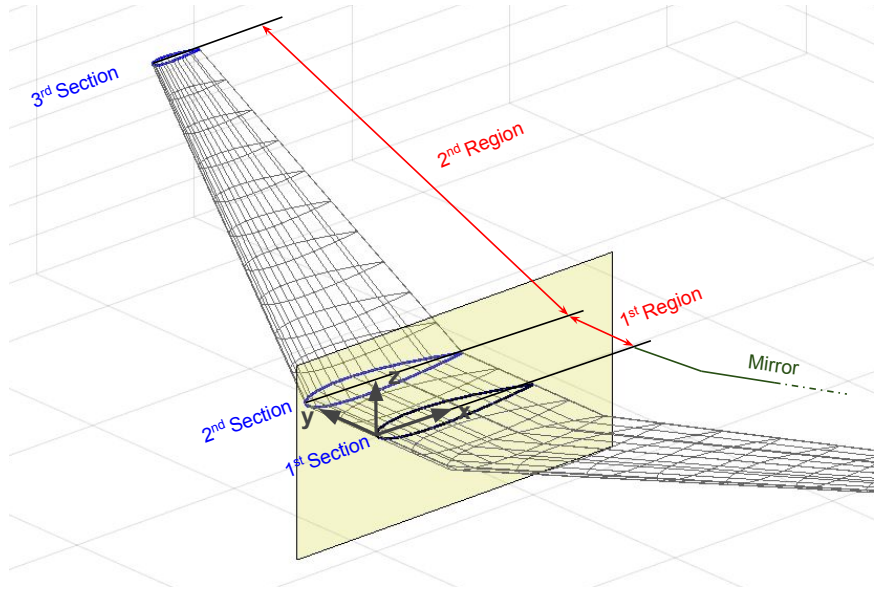 3rd Section
2nd Region
1st Region
Mirror
z
y
x
2nd Section
1st Section